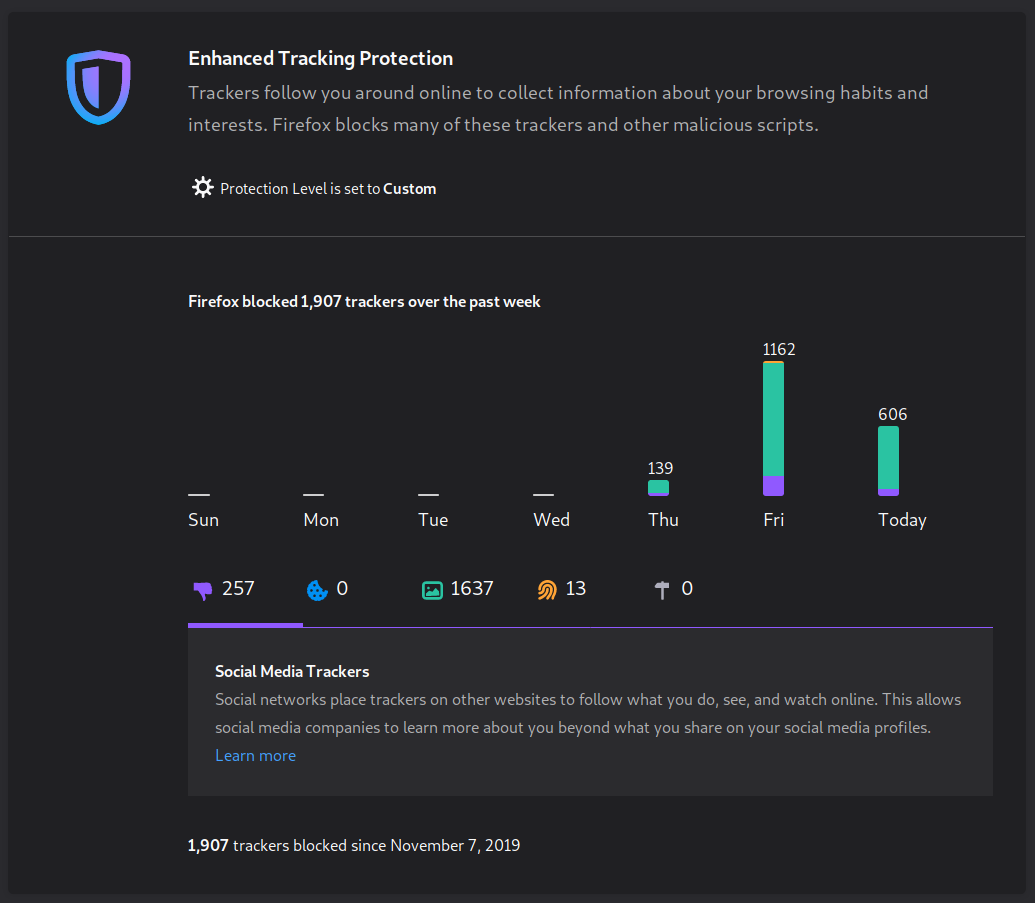 Enhanced Tracking Protection
Trackers follow you around online to collect information about your browsing habits and
interests. Firefox blocks many of these trackers and other malicious scripts.
Protection Level is set to Custom
Firefox blocked 1,907 trackers over the past week
1162
606
139
Sun Mon Tue Wed Thu Fri Today
257 0 1637 13 0
Social Media Trackers
Social networks place trackers on other websites to follow what you do, see, and watch online. This allows
social media companies to learn more about you beyond what you share on your social media profiles.
Learn more
1,907 trackers blocked since November 7, 2019